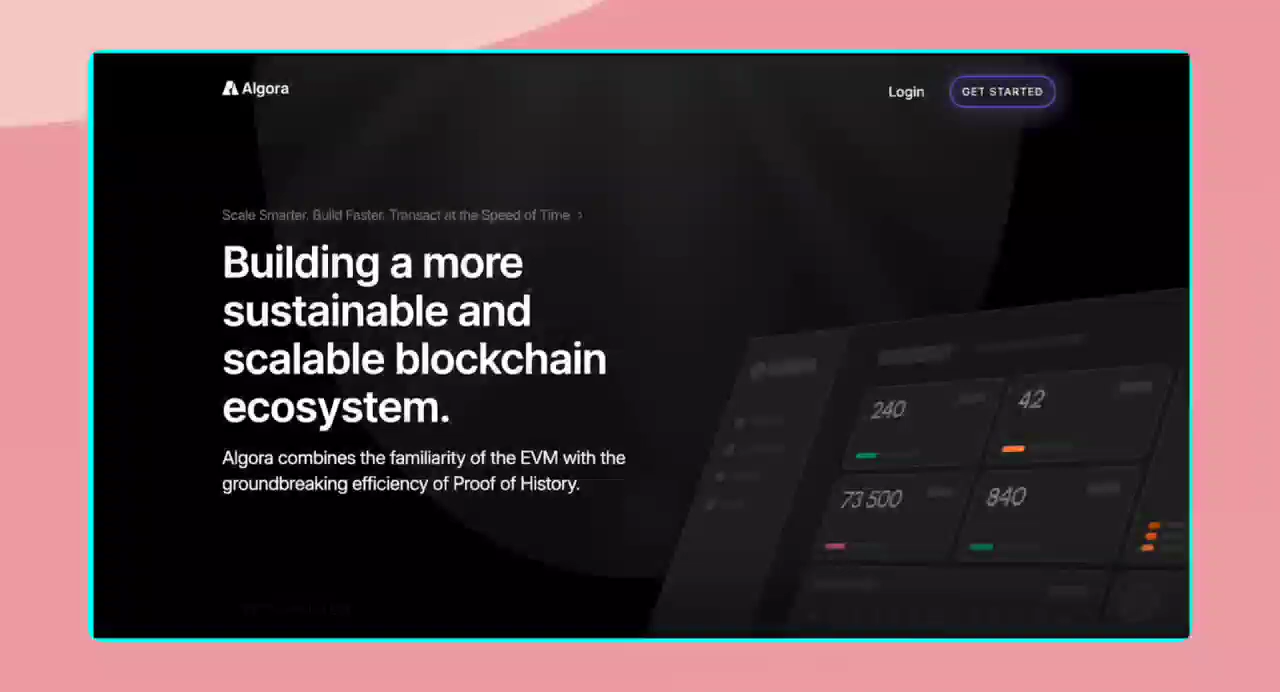 Algora
Login
GET STARTED
Scale Smarter. Build Faster. Transact at the Speed of Time ›
Building a more
sustainable and
scalable blockchain
ecosystem.
Algora combines the familiarity of the EVM with the
groundbreaking efficiency of Proof of History.
240
42
73 500
840